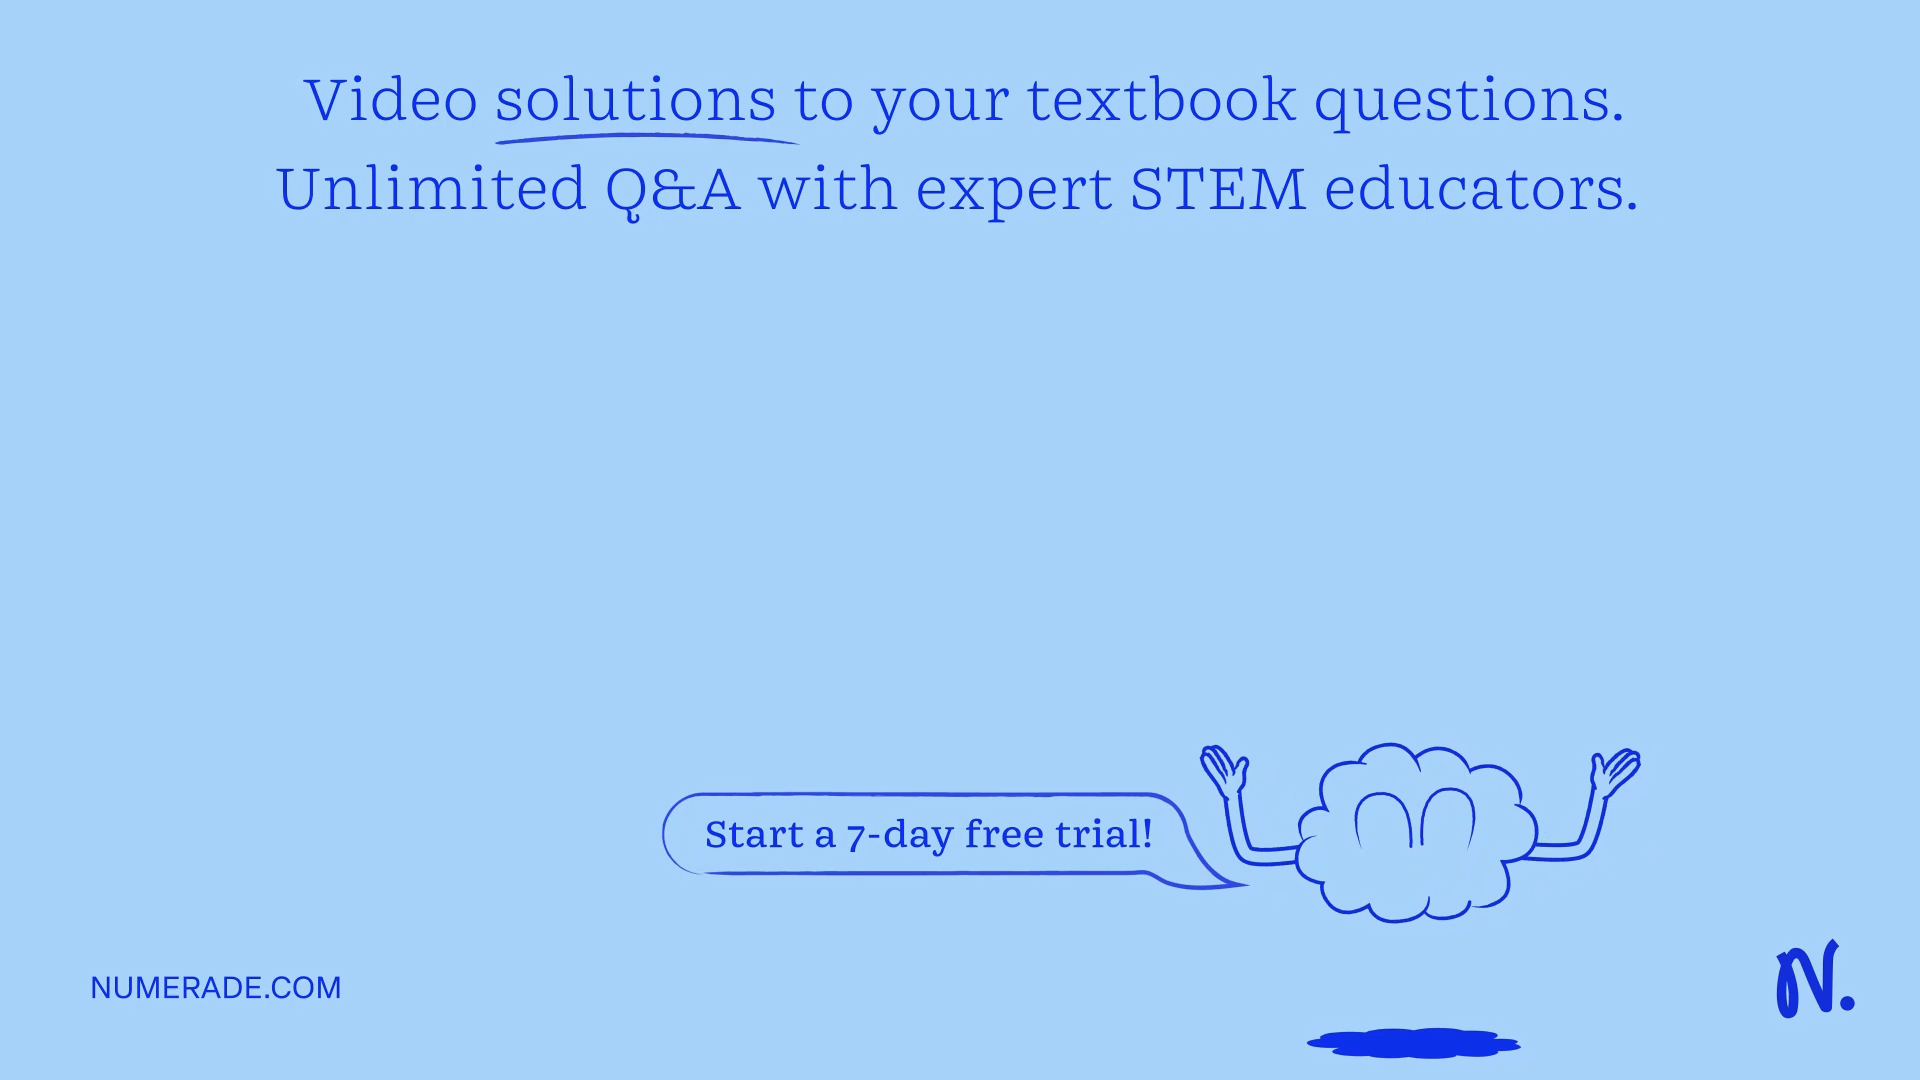 Video solutions to your textbook questions.
Unlimited Q&A with expert STEM educators.
Start a 7-day free trial!
NUMERADE.COM
N.